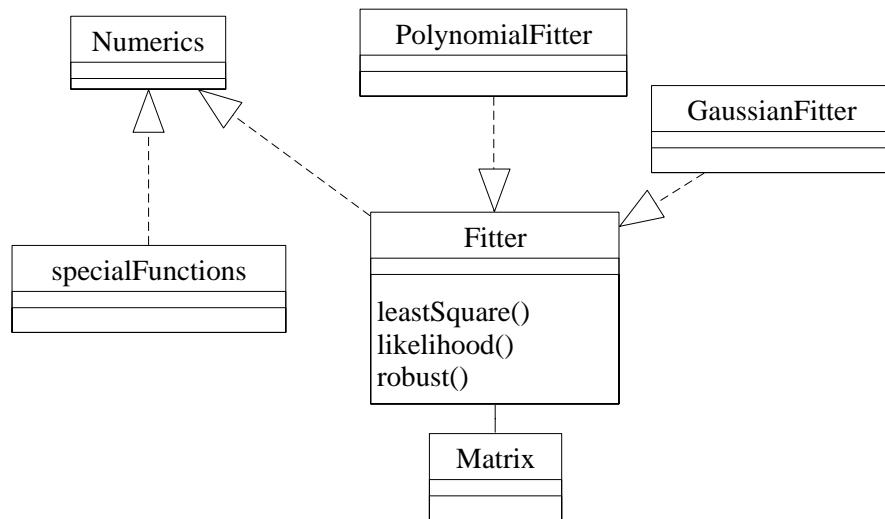 Numerics
PolynomialFitter
GaussianFitter
Fitter
specialFunctions
leastSquare()
likelihood()
robust()
Matrix